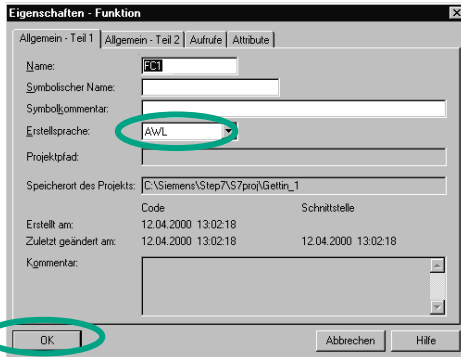 Eigenschaften - Funktion
Allgemein - Teil 1 Allgemein - Teil 2 Aufrufe Attribute
Name: FC1
Symbolischer Name:
Symbolkommentar:
Erstellsprache: AWL
Projektpfad:
Speicherort des Projekts: C:\Siemens\Step7\S7proj\Gettin_1
Code Schnittstelle
Erstellt am: 12.04.2000 13:02:18
Zuletzt geändert am: 12.04.2000 13:02:18 12.04.2000 13:02:18
Kommentar:
OK Abbrechen Hilfe